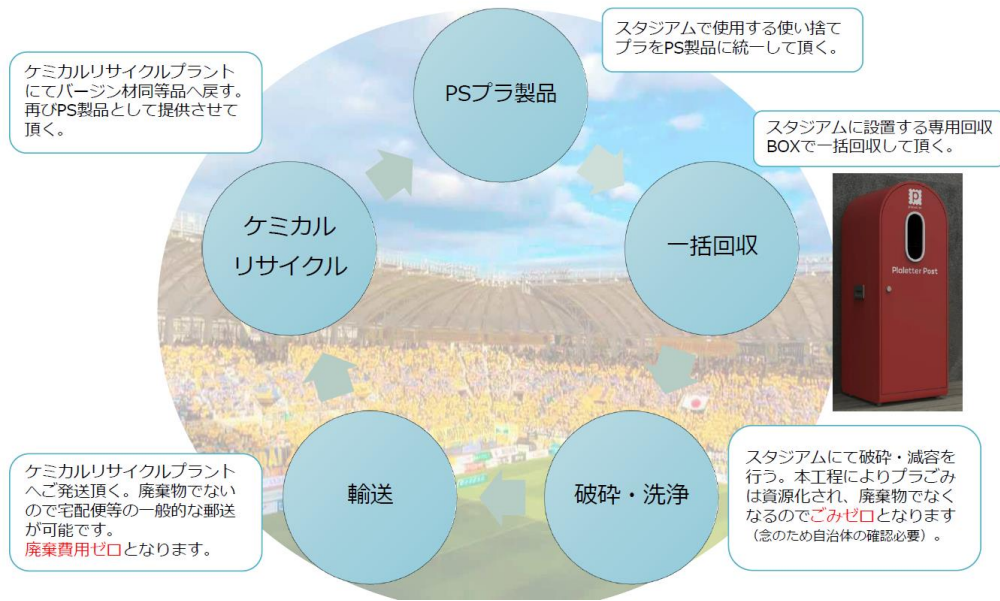 PSプラ製品
スタジアムで使用する使い捨て
プラをPS製品に統一して頂く。
一括回収
スタジアムに設置する専用回収
BOXで一括回収して頂く。
Plaletter Post
破砕・洗浄
スタジアムにて破砕・減容を
行う。本工程によりプラごみ
は資源化され、廃棄物でなく
なるのでごみゼロとなります
（念のため自治体の確認必要）。
輸送
ケミカルリサイクルプラント
へご発送頂く。廃棄物でない
ので宅配便等の一般的な郵送
が可能です。
廃棄費用ゼロとなります。
ケミカル
リサイクル
ケミカルリサイクルプラント
にてバージン材同等品へ戻す。
再びPS製品として提供させて
頂く。